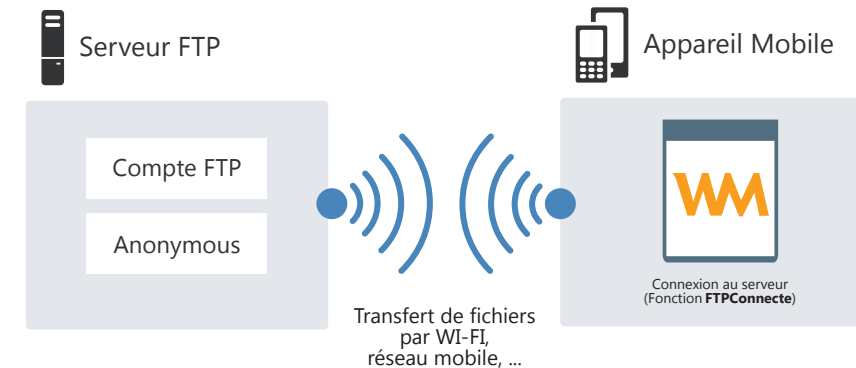 Serveur FTP
Appareil Mobile
Compte FTP
Anonymous
WM
Connexion au serveur
(Fonction FTPConnecte)
Transfert de fichiers
par WI-FI,
réseau mobile, ...